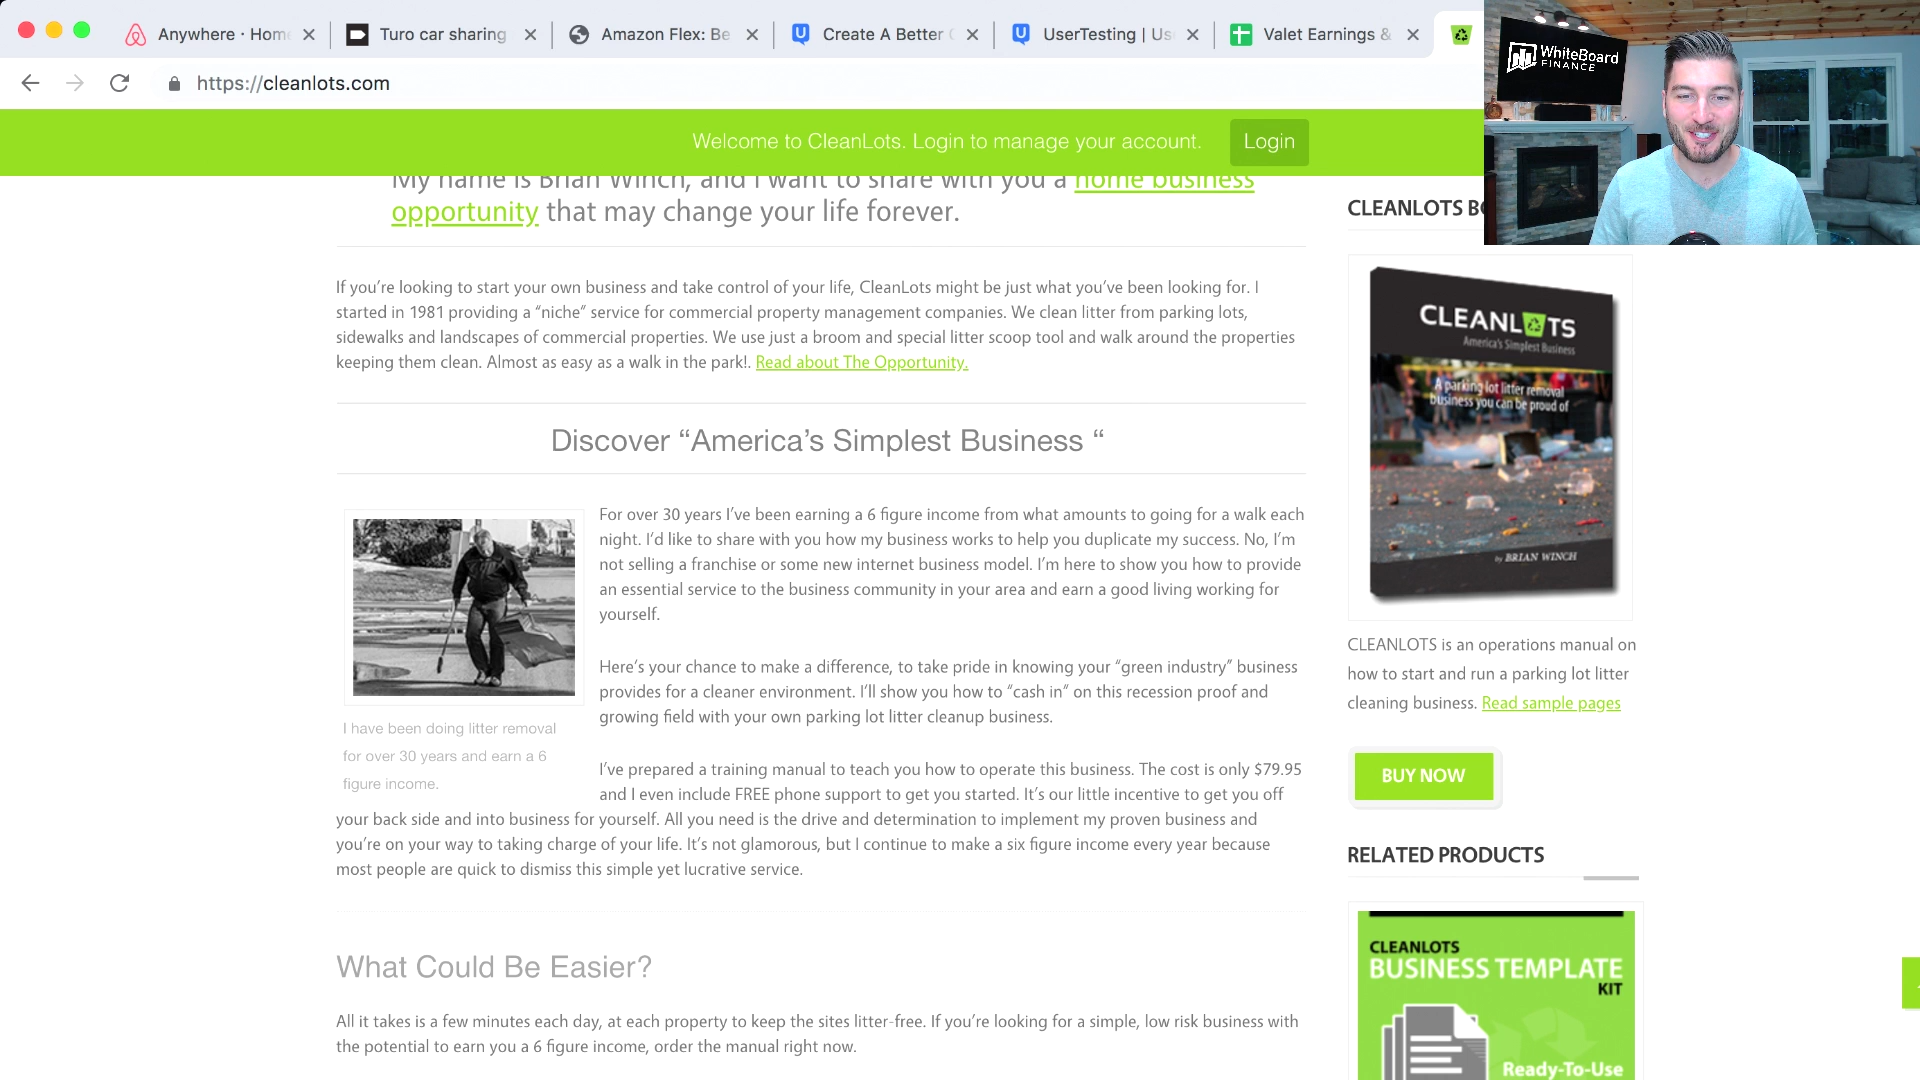 Anywhere · Hom
Turo car sharing
Amazon Flex: Be
Create A Better
UserTesting | Us
Valet Earnings &
https://cleanlots.com
WhiteBoard
FINANCE
Welcome to CleanLots. Login to manage your account.
Login
My name is Brian Winch, and I want to share with you a home business
opportunity that may change your life forever.
If you’re looking to start your own business and take control of your life, CleanLots might be just what you’ve been looking for. I
started in 1981 providing a “niche” service for commercial property management companies. We clean litter from parking lots,
sidewalks and landscapes of commercial properties. We use just a broom and special litter scoop tool and walk around the properties
keeping them clean. Almost as easy as a walk in the park!. Read about The Opportunity.
Discover “America’s Simplest Business “
For over 30 years I’ve been earning a 6 figure income from what amounts to going for a walk each
night. I’d like to share with you how my business works to help you duplicate my success. No, I’m
not selling a franchise or some new internet business model. I’m here to show you how to provide
an essential service to the business community in your area and earn a good living working for
yourself.
Here’s your chance to make a difference, to take pride in knowing your “green industry” business
provides for a cleaner environment. I’ll show you how to “cash in” on this recession proof and
growing field with your own parking lot litter cleanup business.
I have been doing litter removal
for over 30 years and earn a 6
figure income.
I’ve prepared a training manual to teach you how to operate this business. The cost is only $79.95
and I even include FREE phone support to get you started. It’s our little incentive to get you off
your back side and into business for yourself. All you need is the drive and determination to implement my proven business and
you’re on your way to taking charge of your life. It’s not glamorous, but I continue to make a six figure income every year because
most people are quick to dismiss this simple yet lucrative service.
What Could Be Easier?
All it takes is a few minutes each day, at each property to keep the sites litter-free. If you’re looking for a simple, low risk business with
the potential to earn you a 6 figure income, order the manual right now.
CLEANLOTS
CLEANLOTS
America's Simplest Business
A parking lot litter removal
business you can be proud of
by BRIAN WINCH
CLEANLOTS is an operations manual on
how to start and run a parking lot litter
cleaning business. Read sample pages
BUY NOW
RELATED PRODUCTS
CLEANLOTS
BUSINESS TEMPLATE
KIT
Ready-To-Use